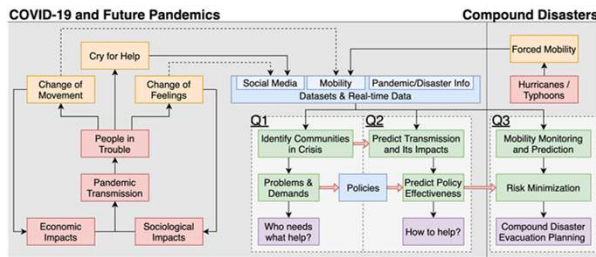 COVID-19 and Future Pandemics
Compound Disasters
Cry for Help
Forced Mobility
Change of
Movement
Change of
Feelings
Social Media
Mobility
Pandemic/Disaster Info
Datasets & Real-time Data
Hurricanes /
Typhoons
Q1
Q2
Q3
People in
Trouble
Identify Communities
in Crisis
Predict Transmission
and Its Impacts
Mobility Monitoring
and Prediction
Pandemic
Transmission
Problems &
Demands
Policies
Predict Policy
Effectiveness
Risk Minimization
Economic
Impacts
Sociological
Impacts
Who needs
what help?
How to help?
Compound Disaster
Evacuation Planning